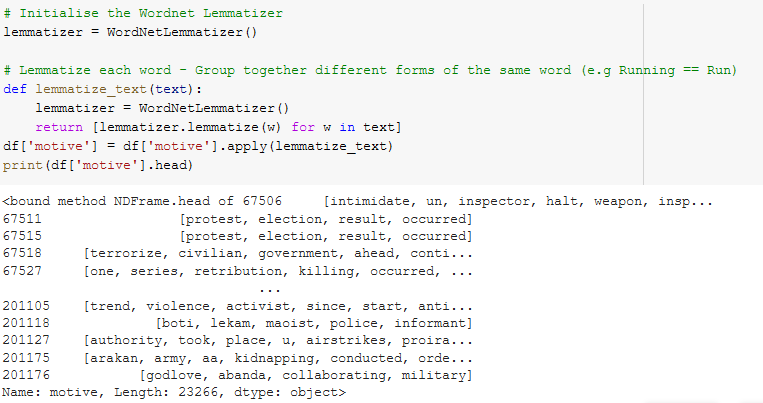 # Initialise the Wordnet Lemmatizer
lemmatizer = WordNetLemmatizer()
# Lemmatize each word - Group together different forms of the same word (e.g Running == Run)
def lemmatize_text(text):
    lemmatizer = WordNetLemmatizer()
    return [lemmatizer.lemmatize(w) for w in text]
df['motive'] = df['motive'].apply(lemmatize_text)
print(df['motive'].head)
<bound method NDFrame.head of 67506     [intimidate, un, inspector, halt, weapon, insp...
67511                 [protest, election, result, occurred]
67515                 [protest, election, result, occurred]
67518     [terrorize, civilian, government, ahead, conti...
67527     [one, series, retribution, killing, occurred, ...
                                ...
201105    [trend, violence, activist, since, start, anti...
201118             [boti, lekam, maoist, police, informant]
201127    [authority, took, place, u, airstrikes, proira...
201175    [arakan, army, aa, kidnapping, conducted, orde...
201176           [godlove, abanda, collaborating, military]
Name: motive, Length: 23266, dtype: object>